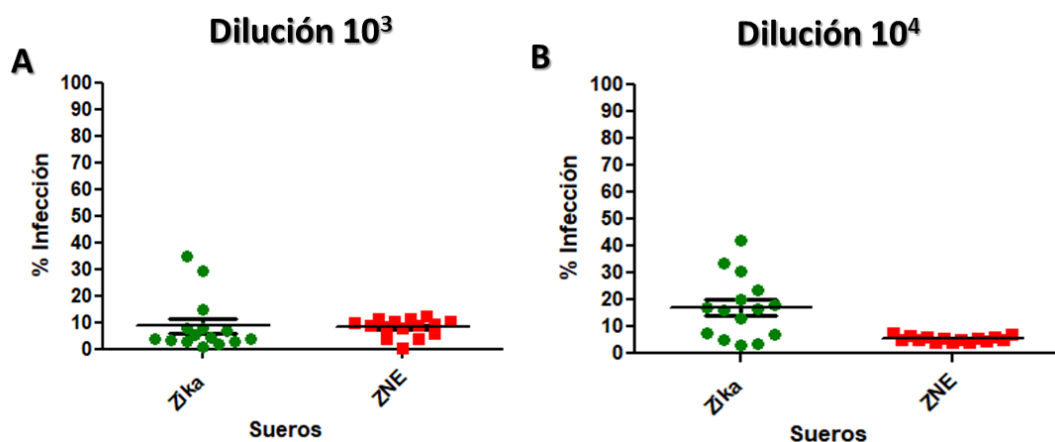 Dilución 10³
Dilución 10⁴
A
100
90
80
70
60
50
40
30
20
10
0
% Infección
Zika
ZNE
Sueros
B
100
90
80
70
60
50
40
30
20
10
0
% Infección
Zika
ZNE
Sueros